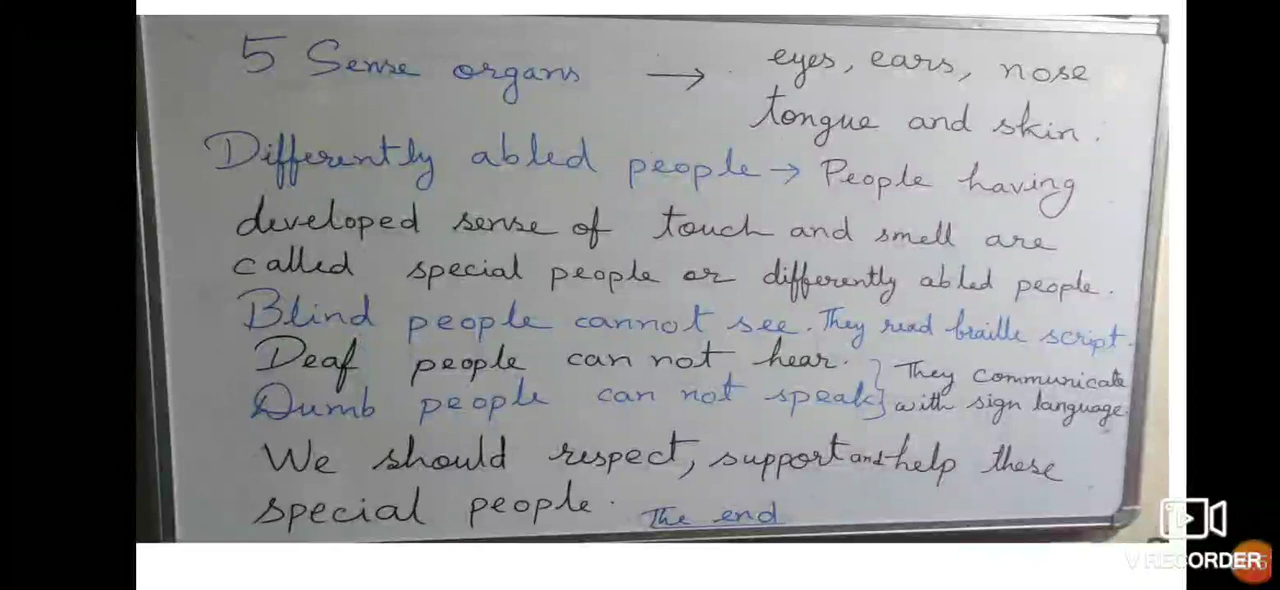 5 Sense organs → eyes, ears, nose
tongue and skin.
Differently abled people → People having
developed sense of touch and smell are
called special people or differently abled people.
Blind people cannot see. They read braille script.
Deaf people can not hear. } They communicate
Dumb people can not speak } with sign language.
We should respect, support and help these
special people. The end
V RECORDER